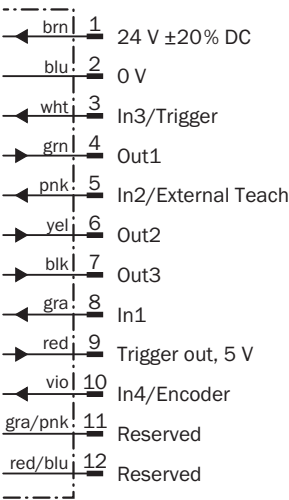 brn 1 24 V ±20% DC
blu 2 0 V
wht 3 In3/Trigger
grn 4 Out1
pnk 5 In2/External Teach
yel 6 Out2
blk 7 Out3
gra 8 In1
red 9 Trigger out, 5 V
vio 10 In4/Encoder
gra/pnk 11 Reserved
red/blu 12 Reserved